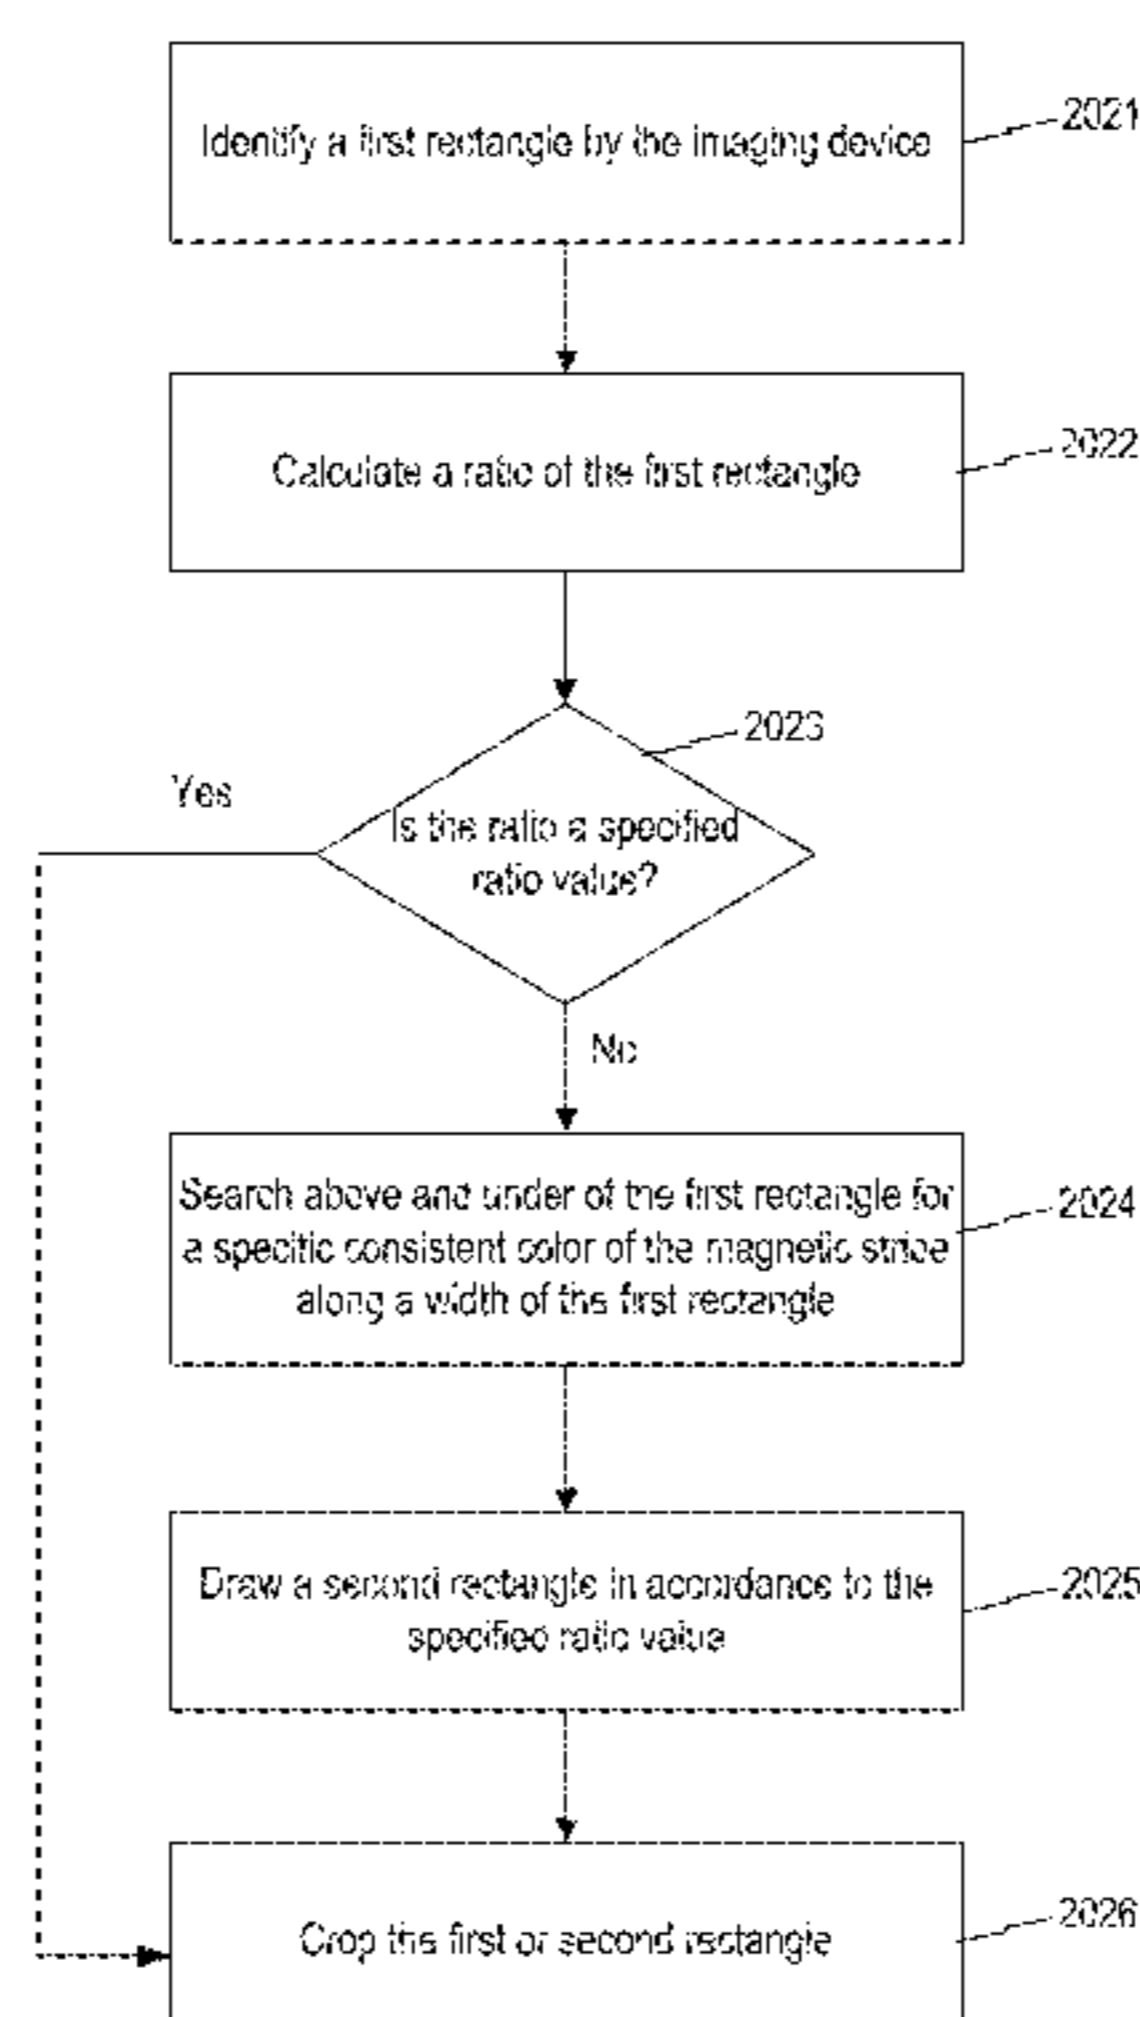 Identify a first rectangle by the imaging device
2021
Calculate a ratio of the first rectangle
2022
2023
Yes
Is the ratio a specified
ratio value?
No
Search above and under of the first rectangle for
a specific consistent color of the magnetic stripe
along a width of the first rectangle
2024
Draw a second rectangle in accordance to the
specified ratio value
2025
Crop the first or second rectangle
2026